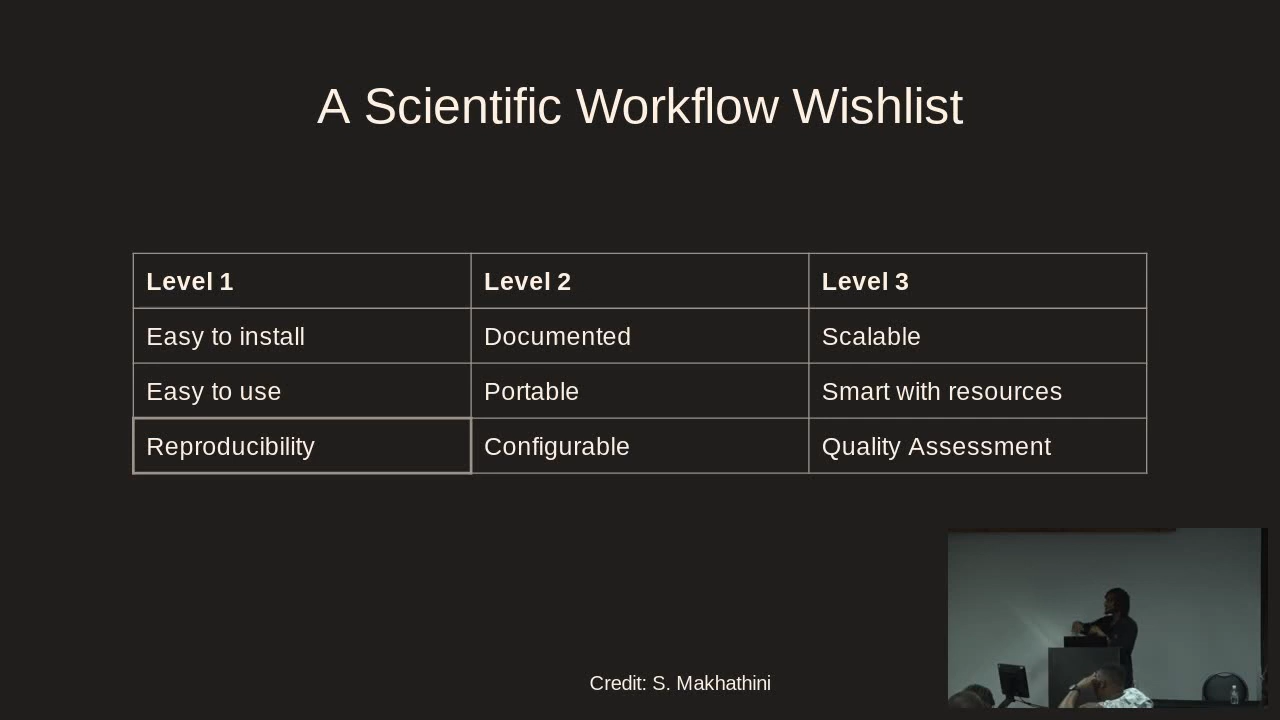 A Scientific Workflow Wishlist
Level 1 Level 2 Level 3
Easy to install Documented Scalable
Easy to use Portable Smart with resources
Reproducibility Configurable Quality Assessment
Credit: S. Makhathini